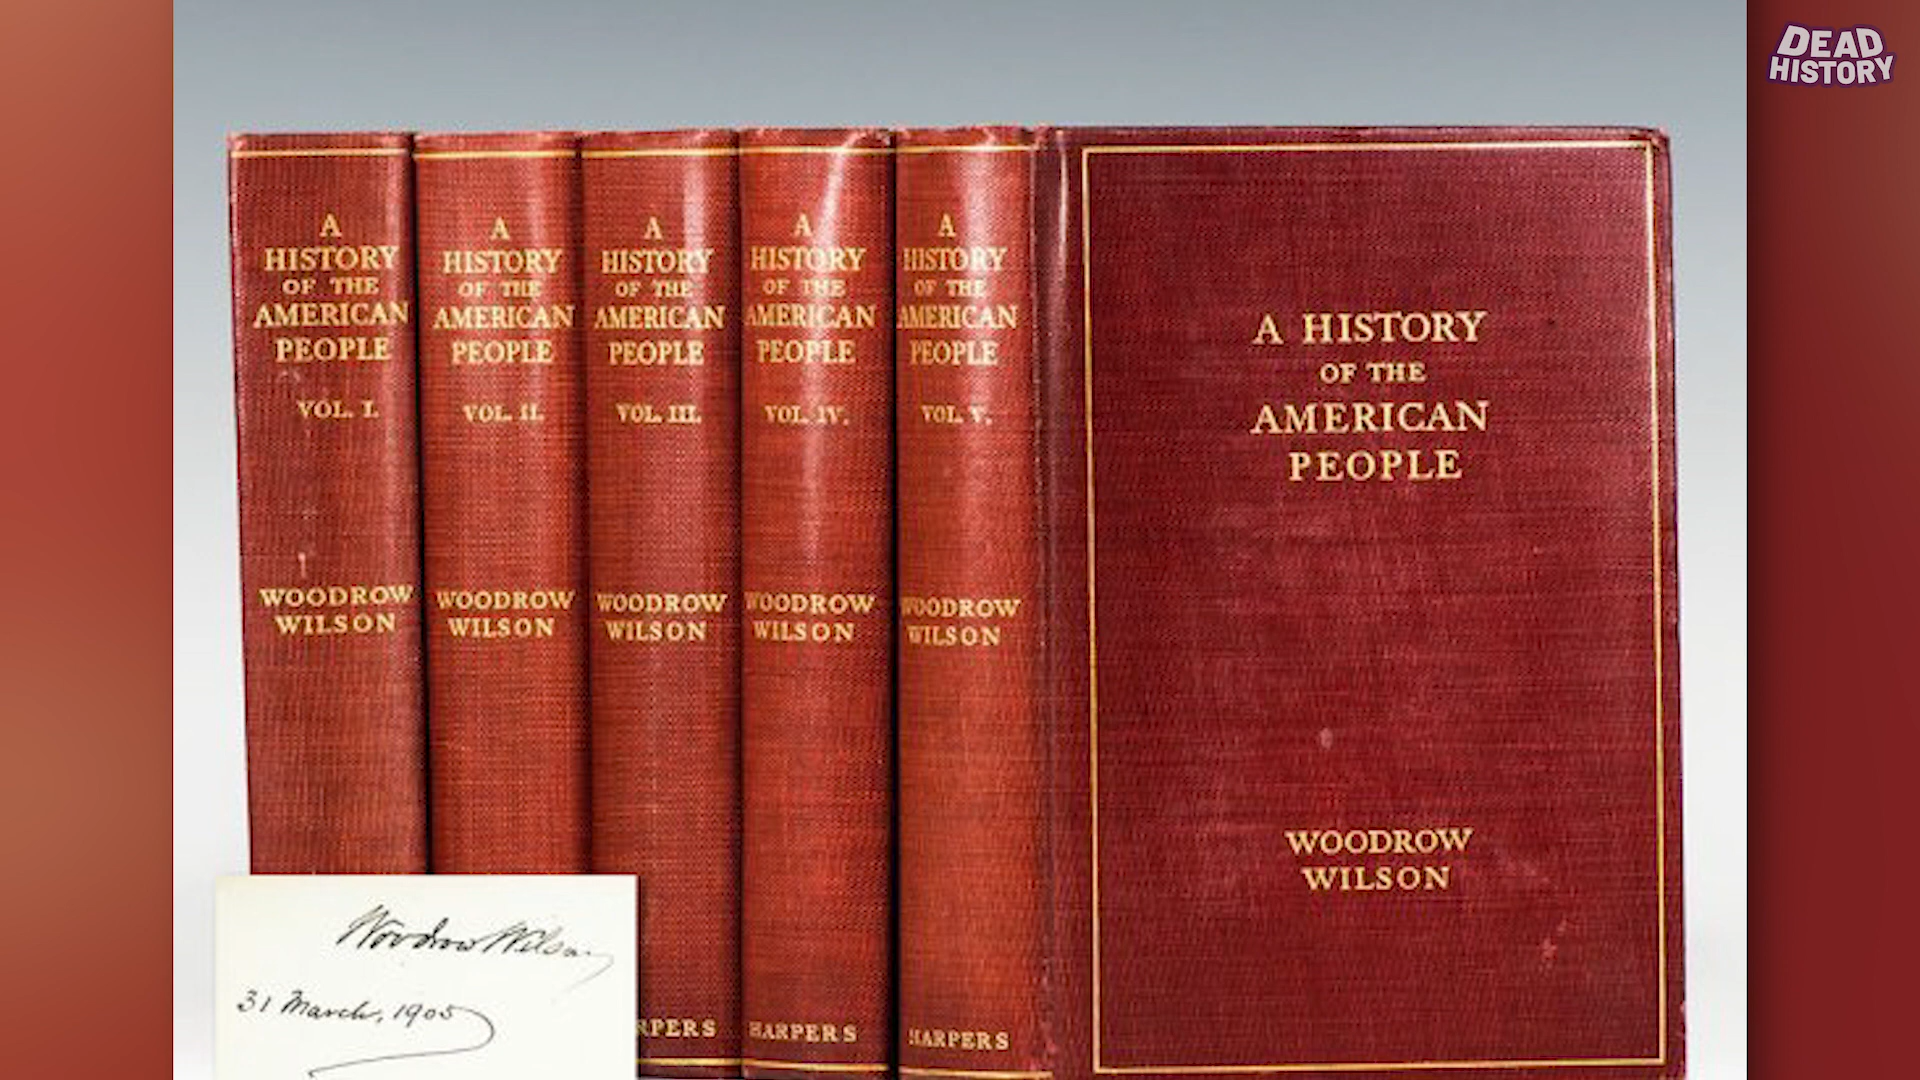 DEAD
HISTORY
A
HISTORY
OF THE
AMERICAN
PEOPLE
VOL. I.
WOODROW
WILSON
A
HISTORY
OF THE
AMERICAN
PEOPLE
VOL. II.
WOODROW
WILSON
A
HISTORY
OF THE
AMERICAN
PEOPLE
VOL. III.
WOODROW
WILSON
RPERS
A
HISTORY
OF THE
AMERICAN
PEOPLE
VOL. IV.
WOODROW
WILSON
HARPERS
A
HISTORY
OF THE
AMERICAN
PEOPLE
VOL. V.
WOODROW
WILSON
HARPERS
A HISTORY
OF THE
AMERICAN
PEOPLE
WOODROW
WILSON
Woodrow Wilson
31 March, 1905